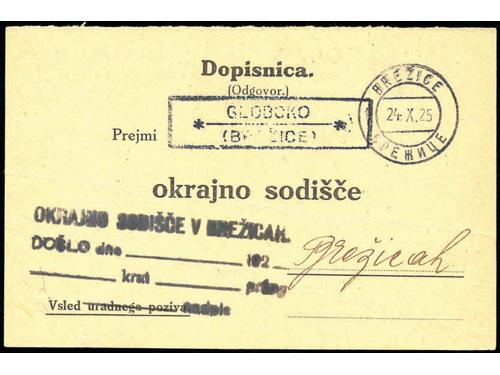 Dopisnica.
(Odgovor.)
BREŽICE
24.X.25
БРЕЖИЦЕ
* GLOBOKO *
(BREŽICE)
Prejmi
okrajno sodišče
OKRAJNO SODIŠČE V BREŽICAH.
DOŠLO dne 192
Brežicah
krat prilog
Vsled uradnega poziva